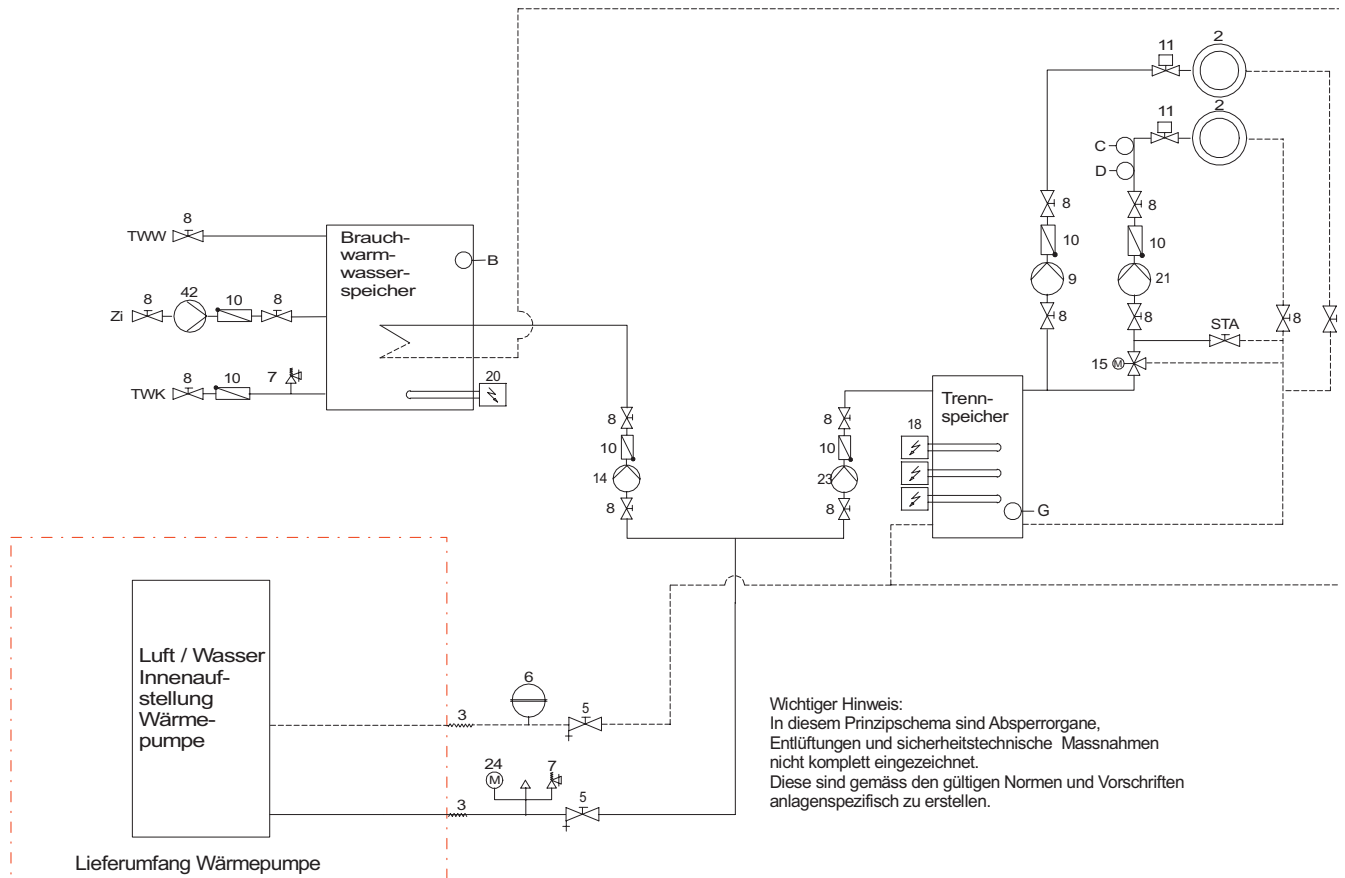 11
2
11
2
C
D
8
TWW
8
8
10
10
9
21
8
8
8
STA
15 M
Brauch-
warm-
wasser-
speicher
B
8
42
10
8
Zi
8
10
7
TWK
20
8
10
14
8
8
10
23
8
Trenn-
speicher
18
G
Luft / Wasser
Innenauf-
stellung
Wärme-
pumpe
3
6
5
24
M
7
3
5
Wichtiger Hinweis:
In diesem Prinzipschema sind Absperrorgane,
Entlüftungen und sicherheitstechnische Massnahmen
nicht komplett eingezeichnet.
Diese sind gemäss den gültigen Normen und Vorschriften
anlagenspezifisch zu erstellen.
Lieferumfang Wärmepumpe